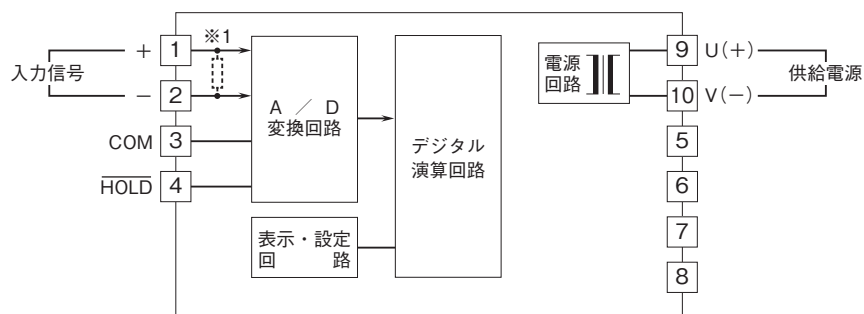 ※1
+ 1
入力信号
− 2
COM 3
HOLD 4
A ／ D
変換回路
デジタル
演算回路
表示・設定
回　　路
電源
回路
9 U(+)
供給電源
10 V(−)
5
6
7
8